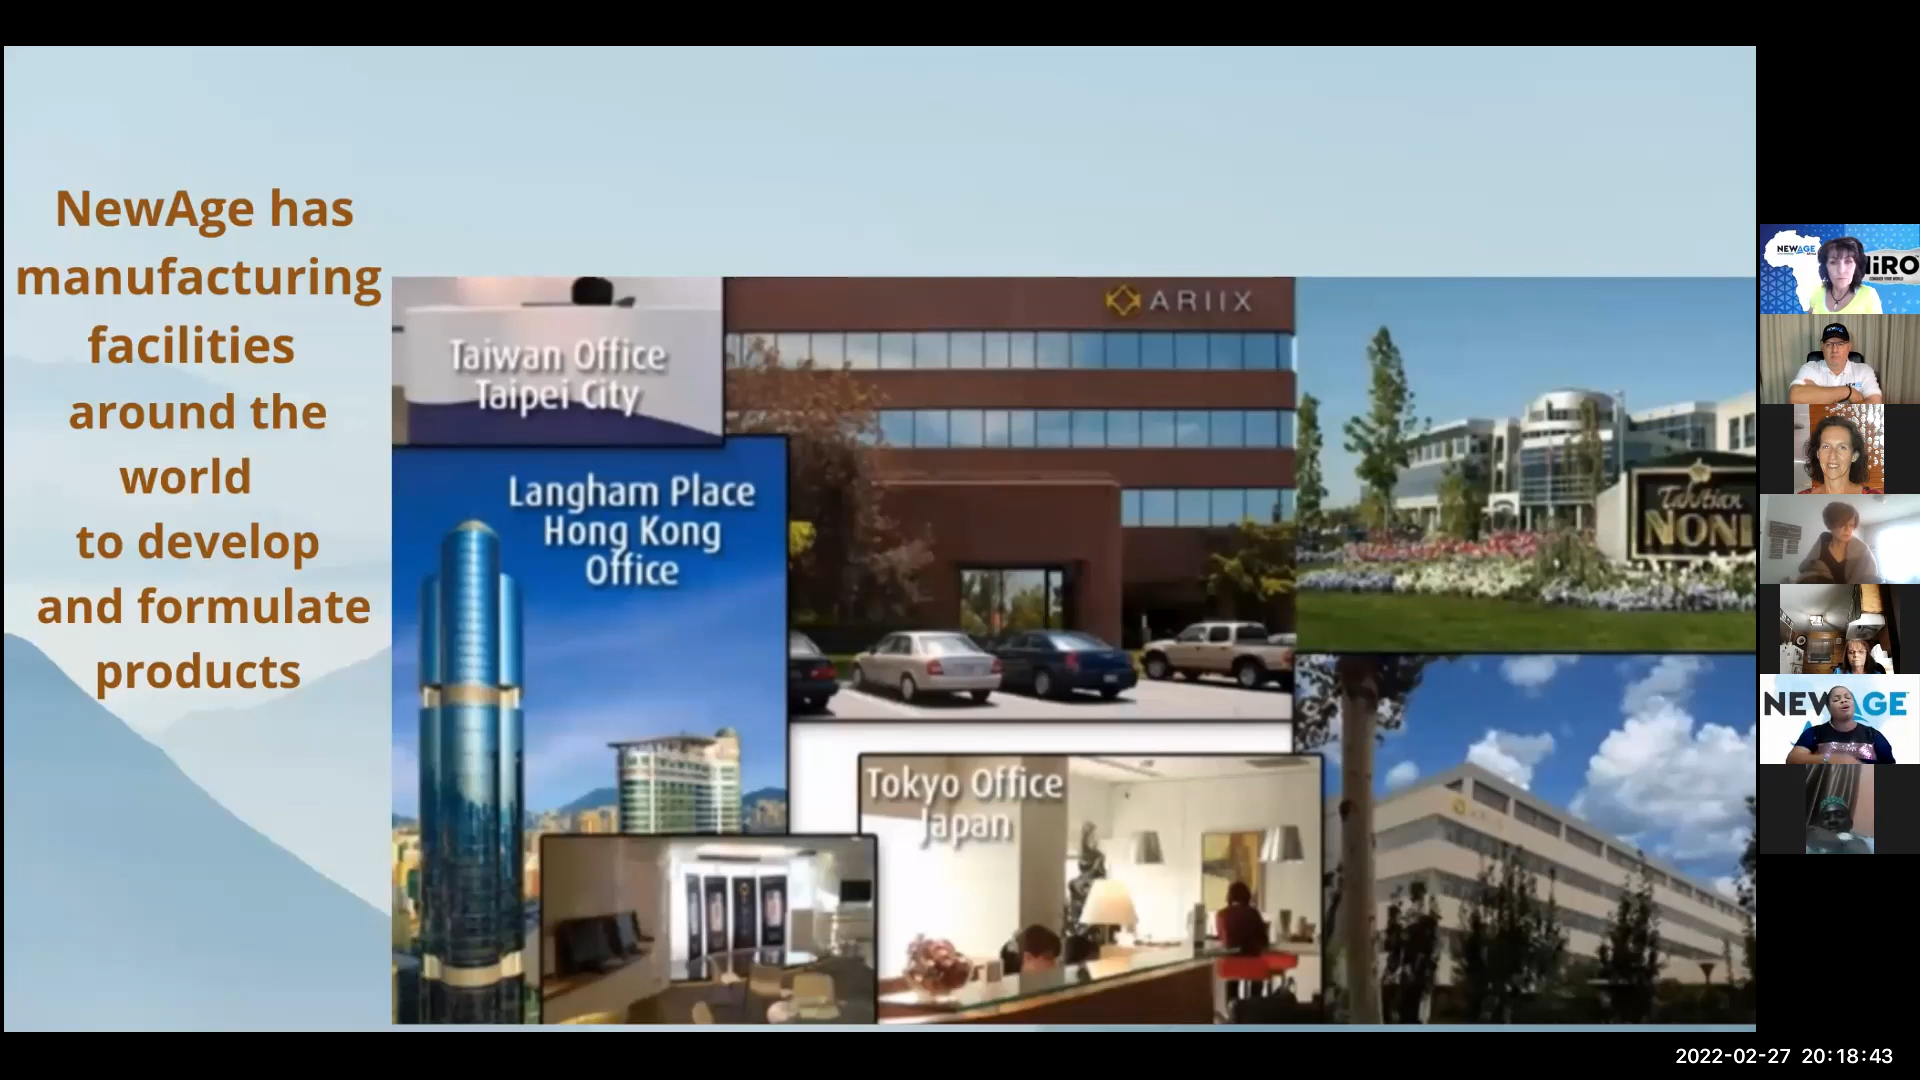 NewAge has
manufacturing
facilities
around the
world
to develop
and formulate
products
Taiwan Office
Taipei City
ARIIX
Langham Place
Hong Kong
Office
Tahitian
NONI
Tokyo Office
Japan
NEWAGE
NEWAGE
2022-02-27 20:18:43